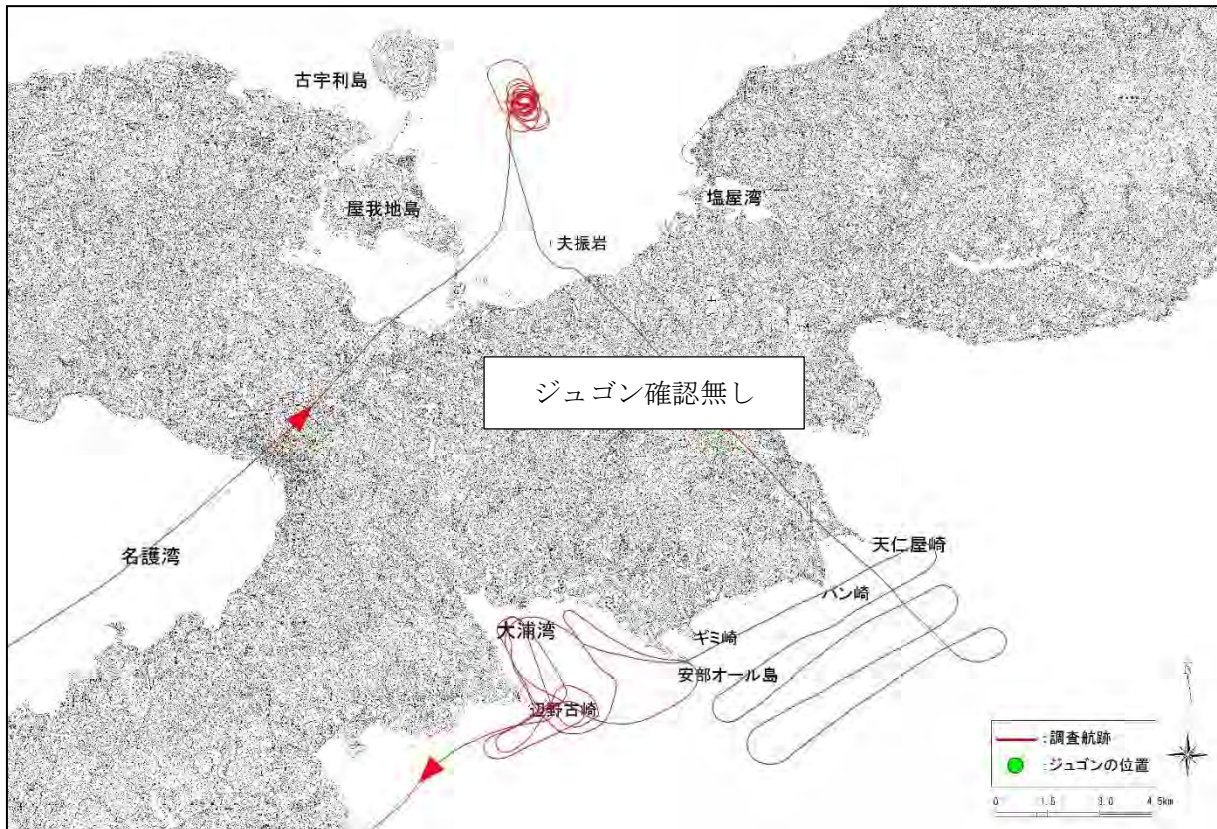 古宇利島
屋我地島
塩屋湾
夫振岩
ジュゴン確認無し
名護湾
天仁屋崎
バン崎
大浦湾
ギミ崎
安部オール島
辺野古崎
:調査航跡
:ジュゴンの位置
0 1.5 3.0 4.5km